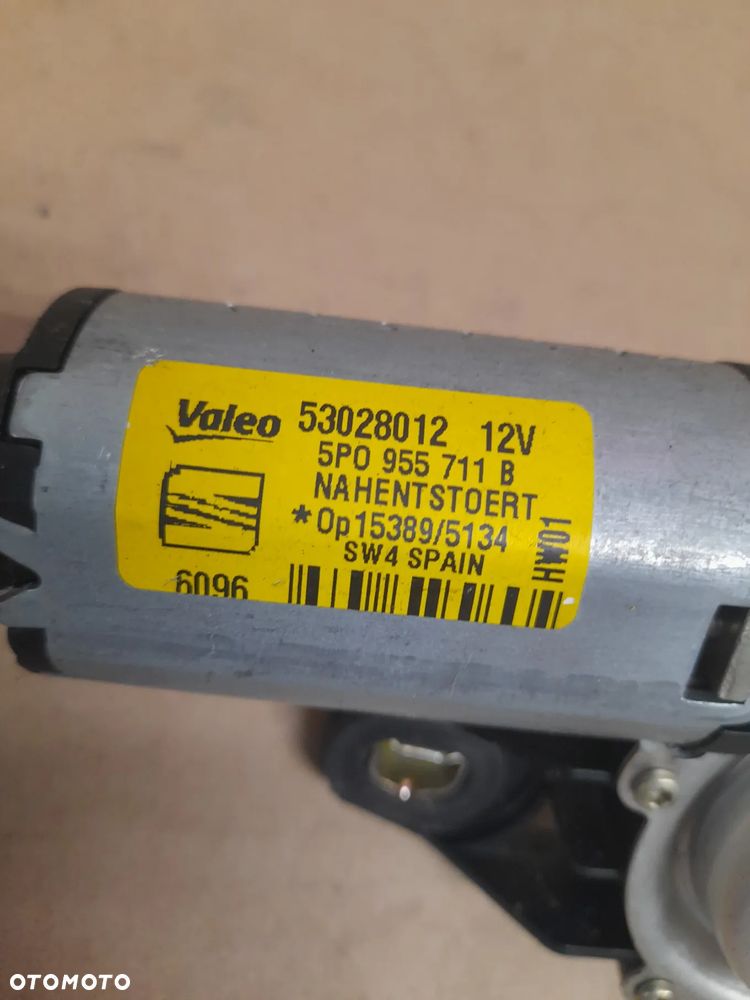 Valeo 53028012 12V
5P0 955 711 B
NAHENTSTOERT
*Op15389/5134
SW4 SPAIN
HW01
6096
OTOMOTO